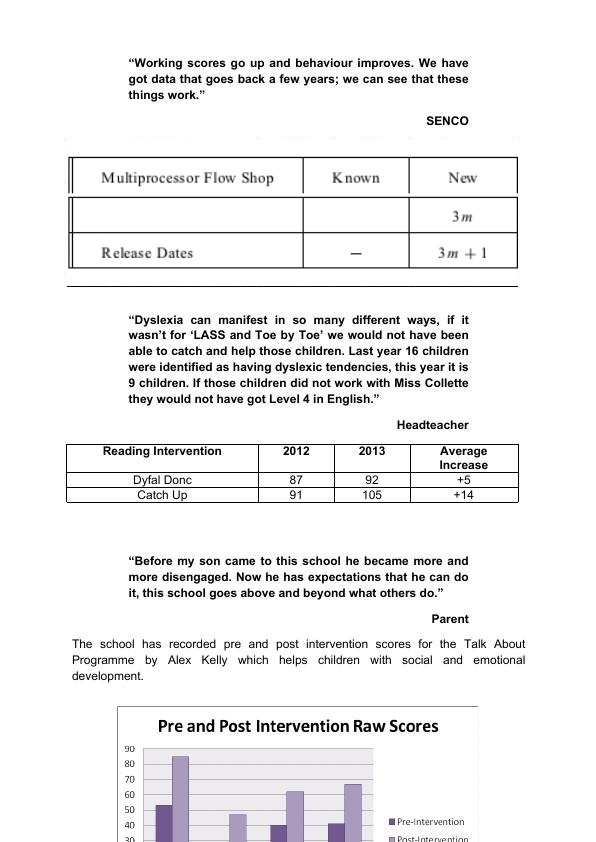 “Working scores go up and behaviour improves. We have
got data that goes back a few years; we can see that these
things work.”
SENCO
Multiprocessor Flow Shop Known New
3m
Release Dates — 3m + 1
“Dyslexia can manifest in so many different ways, if it
wasn’t for ‘LASS and Toe by Toe’ we would not have been
able to catch and help those children. Last year 16 children
were identified as having dyslexic tendencies, this year it is
9 children. If those children did not work with Miss Collette
they would not have got Level 4 in English.”
Headteacher
Reading Intervention 2012 2013 Average
Increase
Dyfal Donc 87 92 +5
Catch Up 91 105 +14
“Before my son came to this school he became more and
more disengaged. Now he has expectations that he can do
it, this school goes above and beyond what others do.”
Parent
The school has recorded pre and post intervention scores for the Talk About
Programme by Alex Kelly which helps children with social and emotional
development.
Pre and Post Intervention Raw Scores
90
80
70
60
50
40
30
Pre-Intervention
Post-Intervention